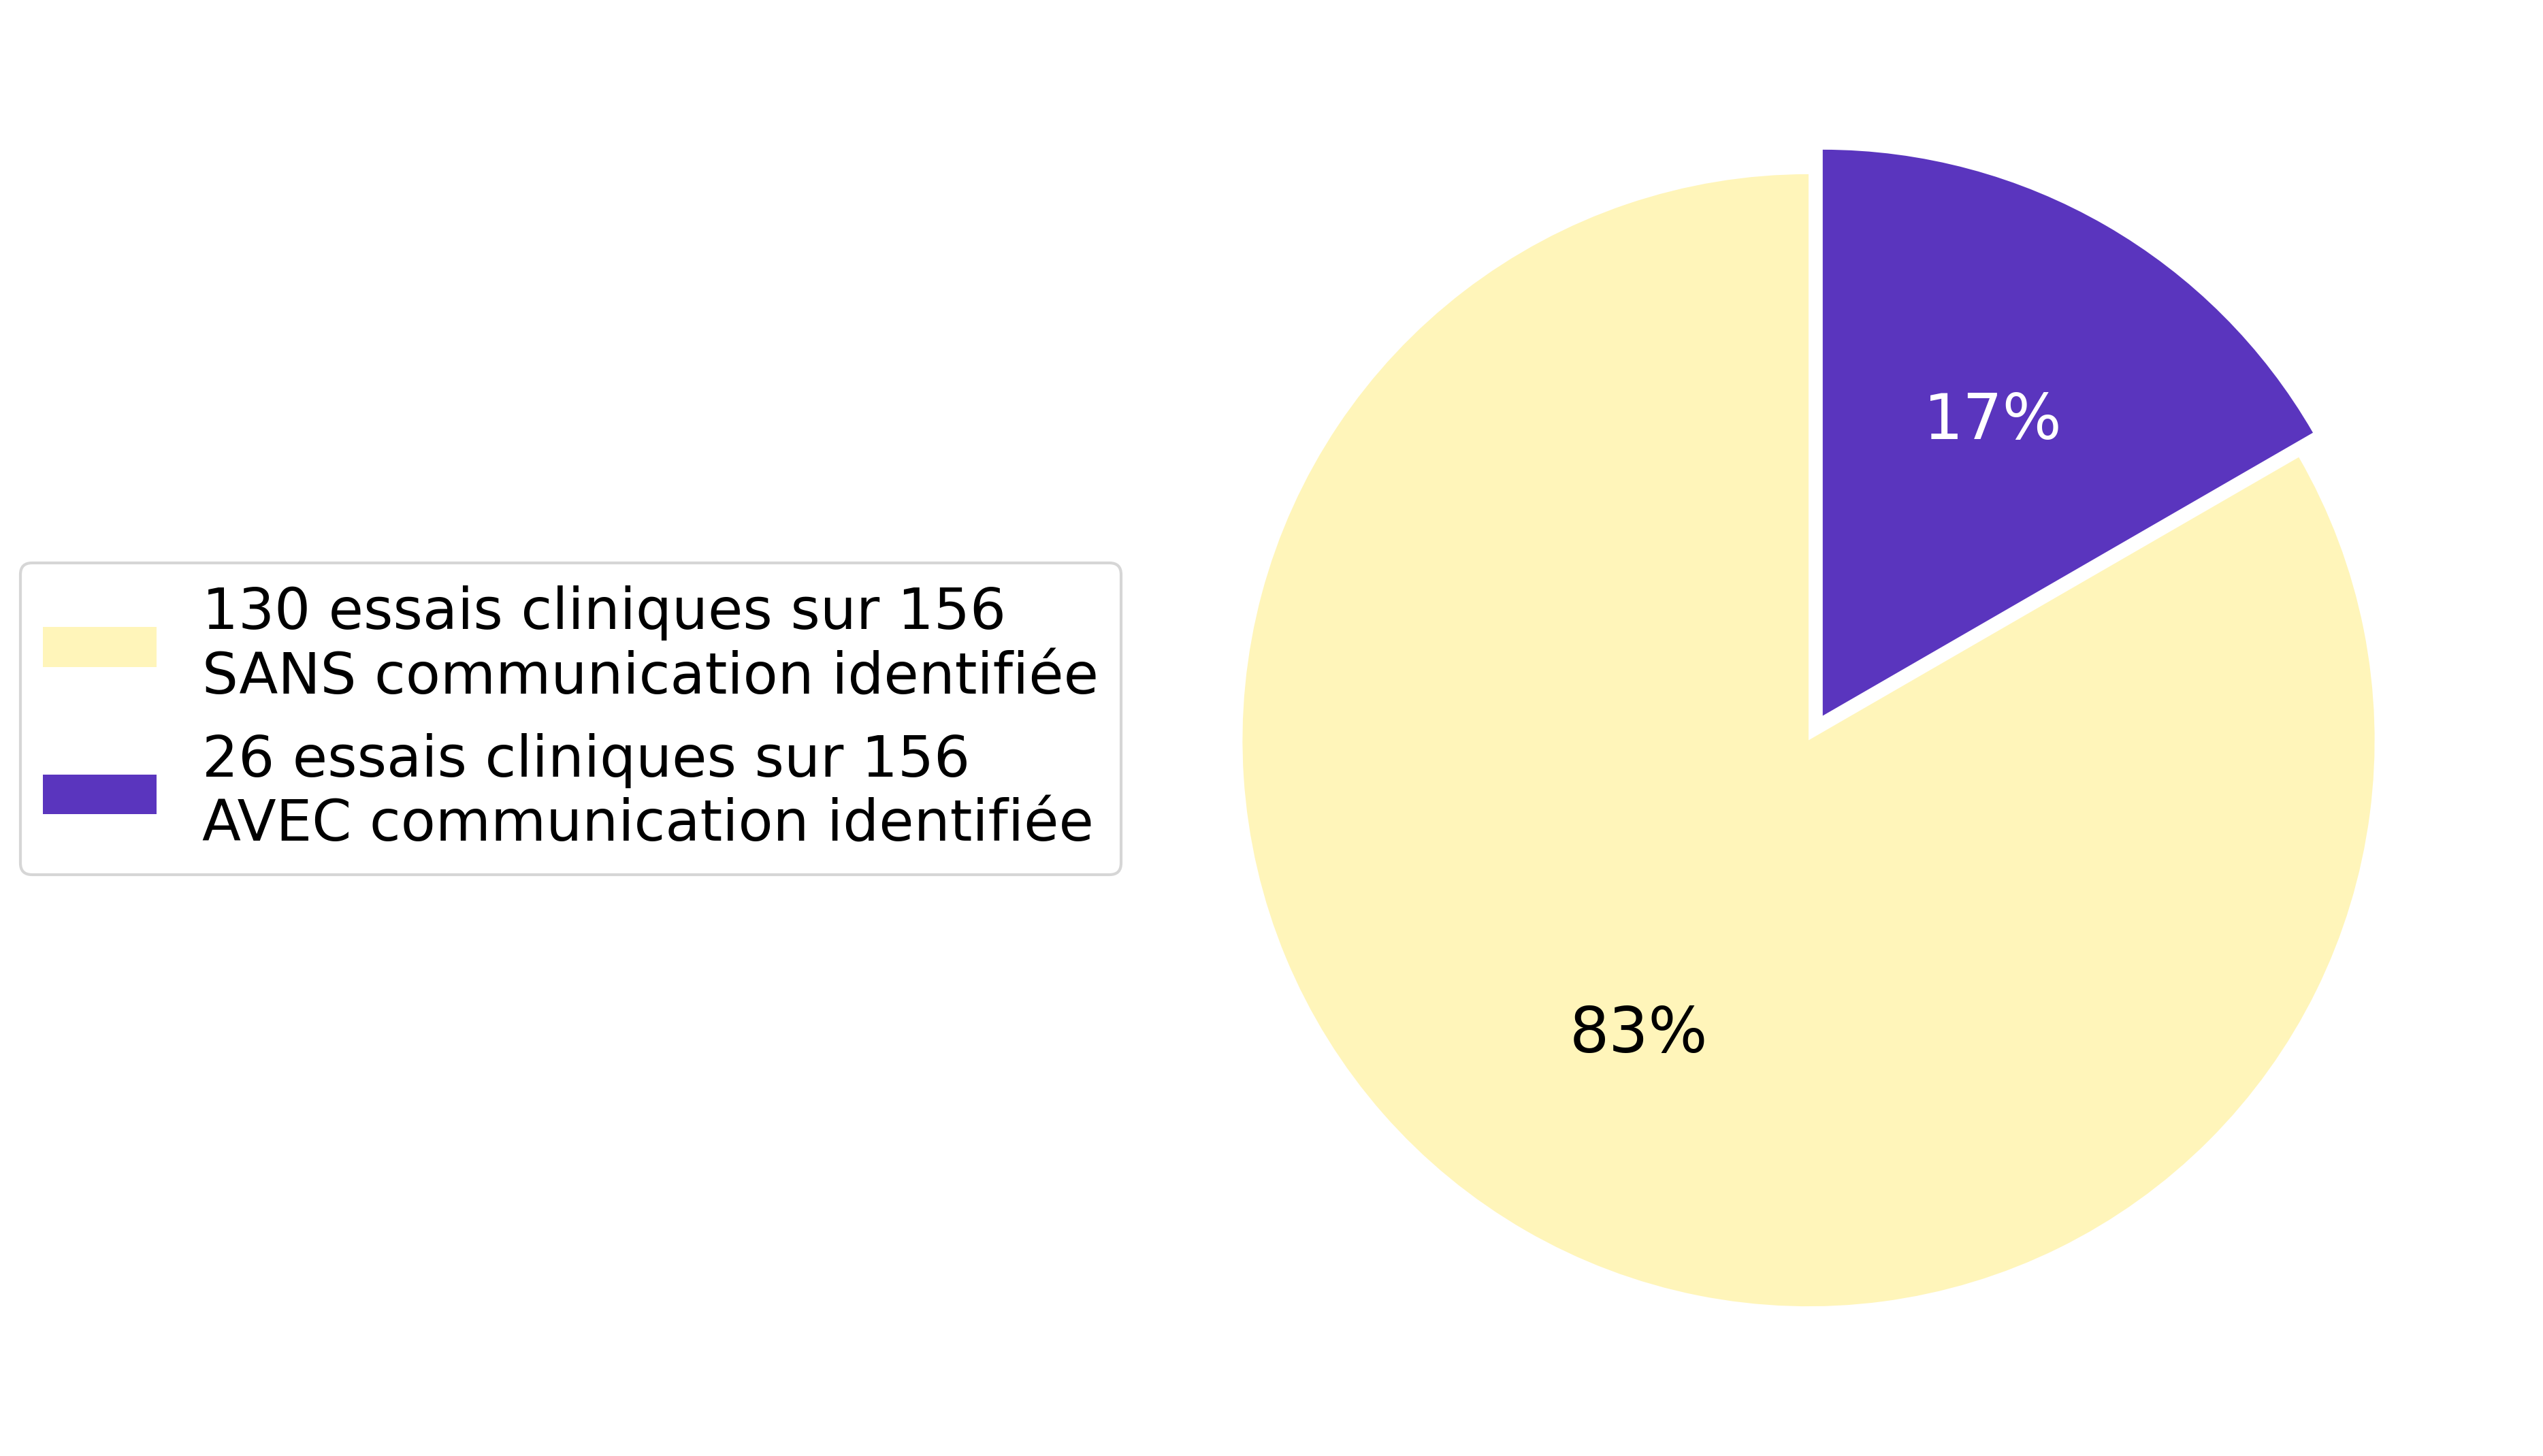 130 essais cliniques sur 156
SANS communication identifiée
26 essais cliniques sur 156
AVEC communication identifiée
17%
83%